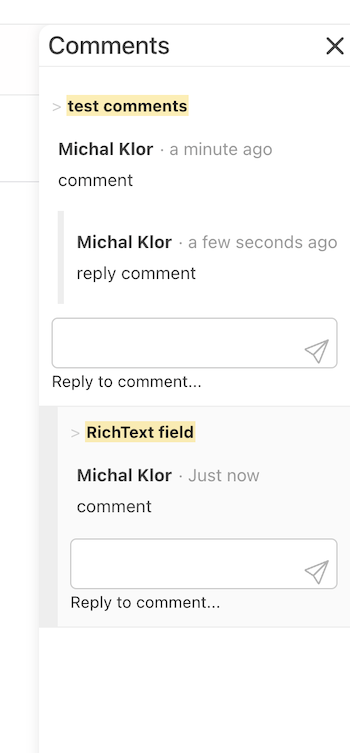 Comments
> test comments
Michal Klor · a minute ago
comment
Michal Klor · a few seconds ago
reply comment
Reply to comment...
> RichText field
Michal Klor · Just now
comment
Reply to comment...